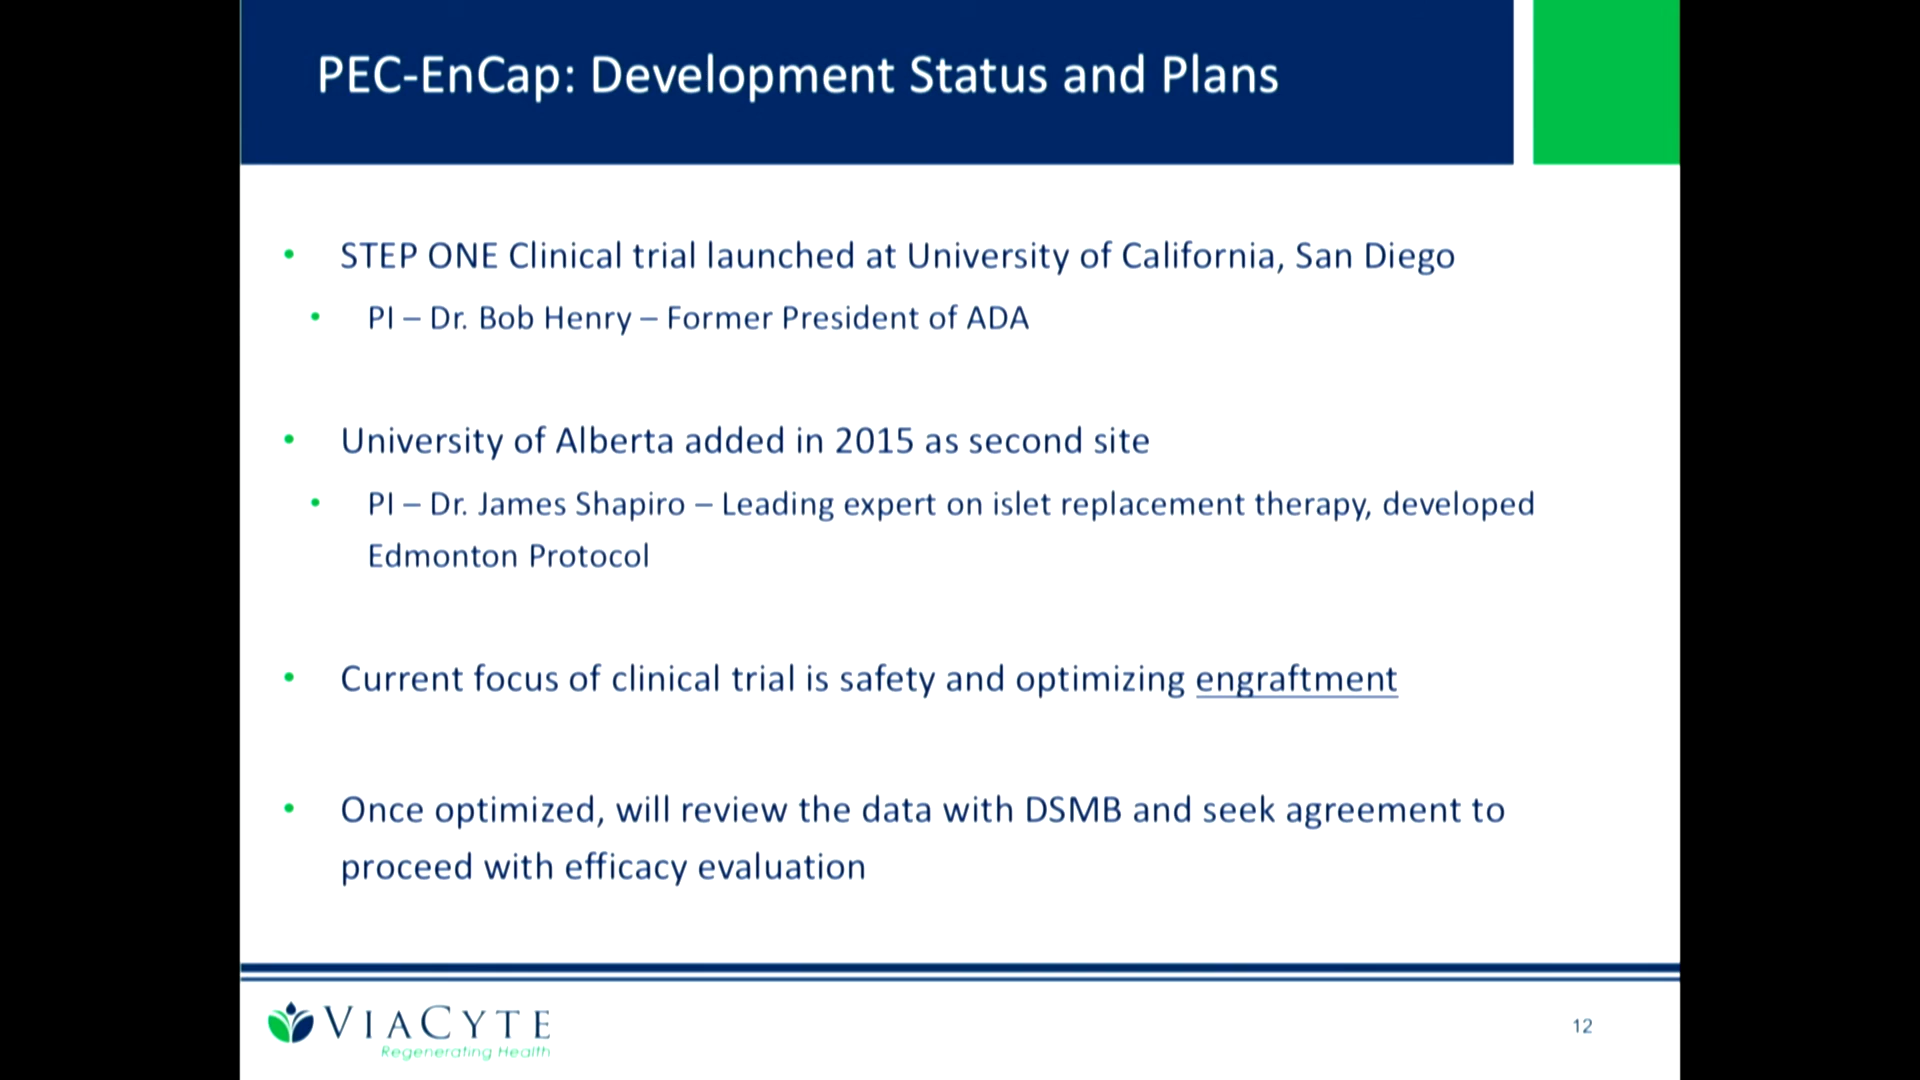 PEC-EnCap: Development Status and Plans
• STEP ONE Clinical trial launched at University of California, San Diego
• PI – Dr. Bob Henry – Former President of ADA
• University of Alberta added in 2015 as second site
• PI – Dr. James Shapiro – Leading expert on islet replacement therapy, developed
Edmonton Protocol
• Current focus of clinical trial is safety and optimizing engraftment
• Once optimized, will review the data with DSMB and seek agreement to
proceed with efficacy evaluation
VIACYTE
Regenerating Health
12